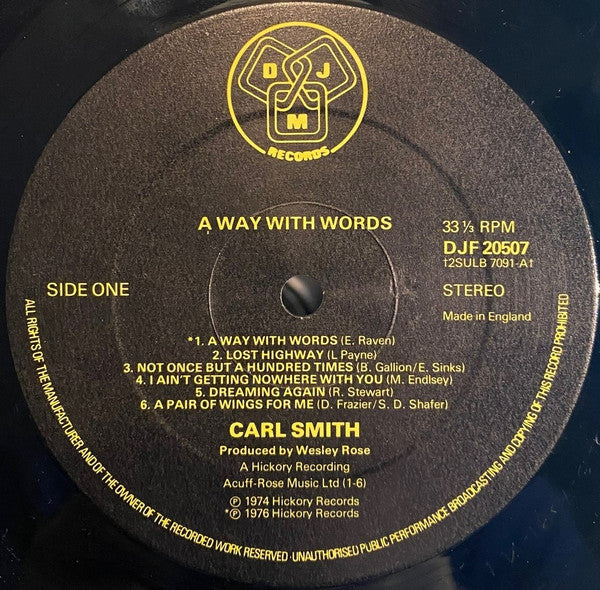 D J
M
RECORDS
A WAY WITH WORDS
33 ⅓ RPM
DJF 20507
†2SULB 7091-A†
SIDE ONE
STEREO
Made in England
*1. A WAY WITH WORDS (E. Raven)
2. LOST HIGHWAY (L Payne)
3. NOT ONCE BUT A HUNDRED TIMES (B. Gallion/E. Sinks)
4. I AIN'T GETTING NOWHERE WITH YOU (M. Endlsey)
5. DREAMING AGAIN (R. Stewart)
6. A PAIR OF WINGS FOR ME (D. Frazier/S. D. Shafer)
CARL SMITH
Produced by Wesley Rose
A Hickory Recording
Acuff-Rose Music Ltd (1-6)
℗ 1974 Hickory Records
*℗ 1976 Hickory Records
ALL RIGHTS OF THE MANUFACTURER AND OF THE OWNER OF THE RECORDED WORK RESERVED · UNAUTHORISED PUBLIC PERFORMANCE BROADCASTING AND COPYING OF THIS RECORD PROHIBITED